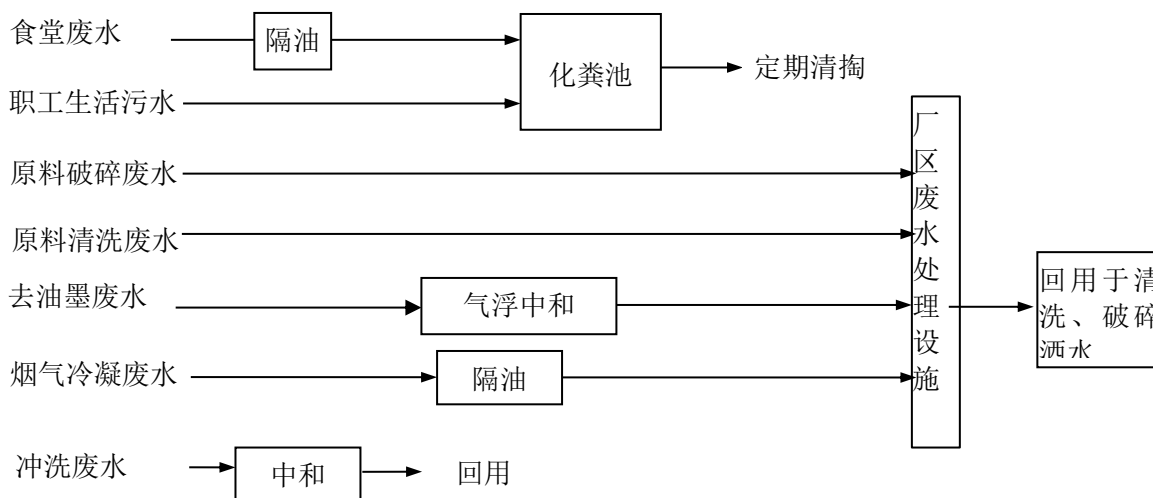 食堂废水
隔油
化粪池
定期清掏
职工生活污水
厂区废水处理设施
原料破碎废水
原料清洗废水
去油墨废水
气浮中和
回用于清
洗、破碎
洒水
烟气冷凝废水
隔油
冲洗废水
中和
回用